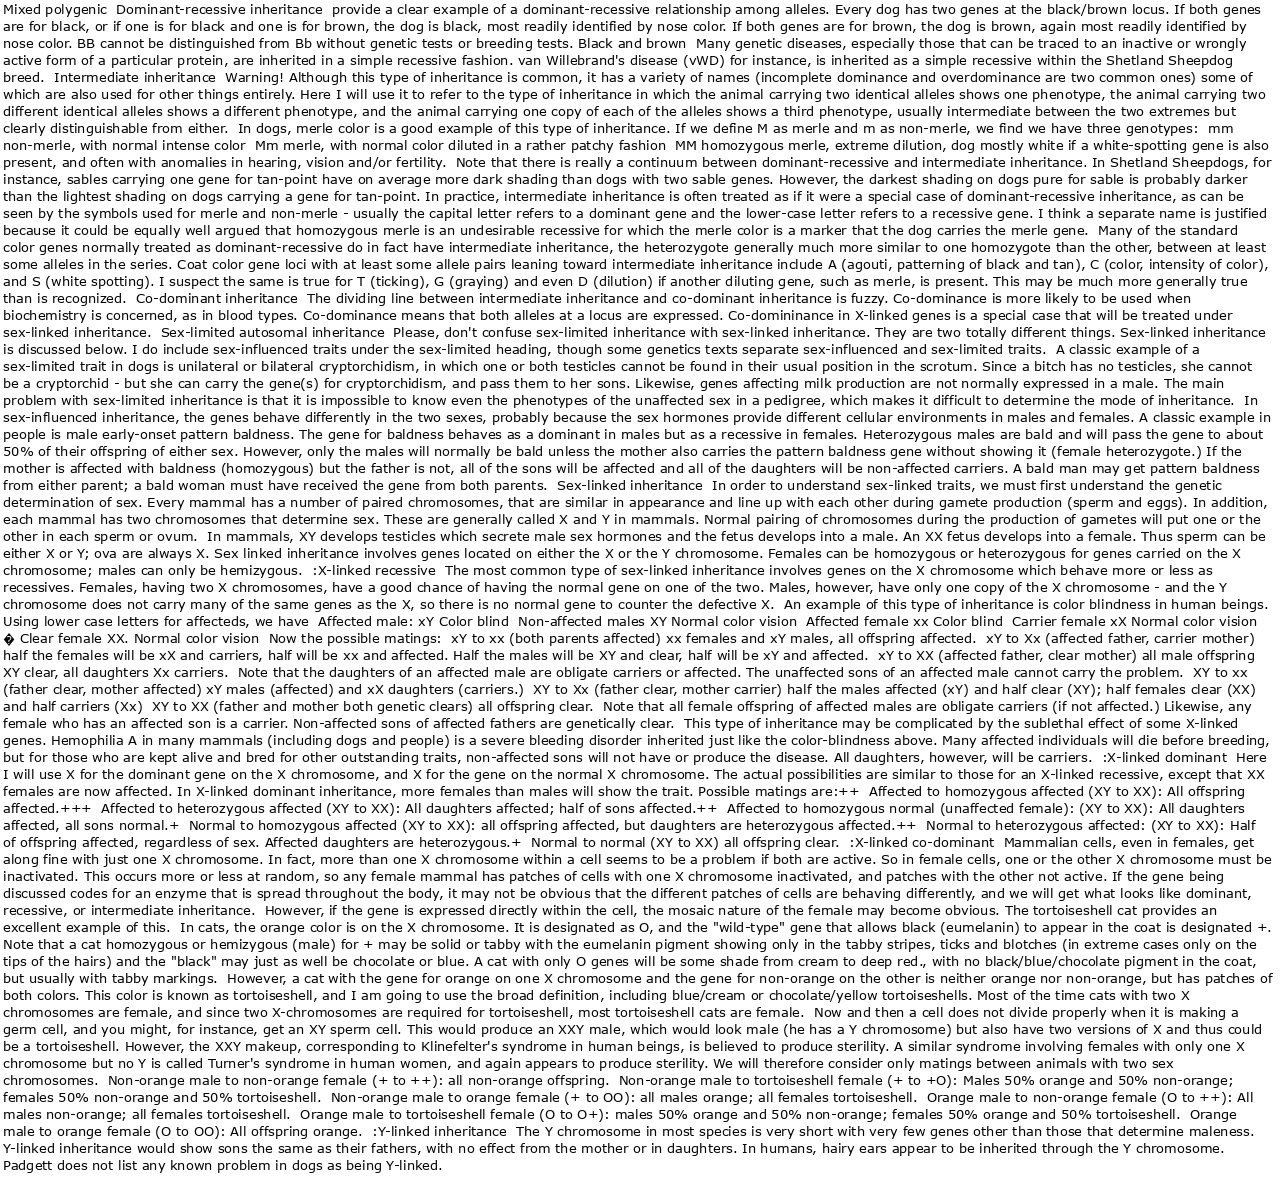 Mixed polygenic  Dominant-recessive inheritance  provide a clear example of a dominant-recessive relationship among alleles. Every dog has two genes at the black/brown locus. If both genes
are for black, or if one is for black and one is for brown, the dog is black, most readily identified by nose color. If both genes are for brown, the dog is brown, again most readily identified by
nose color. BB cannot be distinguished from Bb without genetic tests or breeding tests. Black and brown  Many genetic diseases, especially those that can be traced to an inactive or wrongly
active form of a particular protein, are inherited in a simple recessive fashion. van Willebrand's disease (vWD) for instance, is inherited as a simple recessive within the Shetland Sheepdog
breed.  Intermediate inheritance  Warning! Although this type of inheritance is common, it has a variety of names (incomplete dominance and overdominance are two common ones) some of
which are also used for other things entirely. Here I will use it to refer to the type of inheritance in which the animal carrying two identical alleles shows one phenotype, the animal carrying two
different identical alleles shows a different phenotype, and the animal carrying one copy of each of the alleles shows a third phenotype, usually intermediate between the two extremes but
clearly distinguishable from either.  In dogs, merle color is a good example of this type of inheritance. If we define M as merle and m as non-merle, we find we have three genotypes:  mm
non-merle, with normal intense color  Mm merle, with normal color diluted in a rather patchy fashion  MM homozygous merle, extreme dilution, dog mostly white if a white-spotting gene is also
present, and often with anomalies in hearing, vision and/or fertility.  Note that there is really a continuum between dominant-recessive and intermediate inheritance. In Shetland Sheepdogs, for
instance, sables carrying one gene for tan-point have on average more dark shading than dogs with two sable genes. However, the darkest shading on dogs pure for sable is probably darker
than the lightest shading on dogs carrying a gene for tan-point. In practice, intermediate inheritance is often treated as if it were a special case of dominant-recessive inheritance, as can be
seen by the symbols used for merle and non-merle - usually the capital letter refers to a dominant gene and the lower-case letter refers to a recessive gene. I think a separate name is justified
because it could be equally well argued that homozygous merle is an undesirable recessive for which the merle color is a marker that the dog carries the merle gene.  Many of the standard
color genes normally treated as dominant-recessive do in fact have intermediate inheritance, the heterozygote generally much more similar to one homozygote than the other, between at least
some alleles in the series. Coat color gene loci with at least some allele pairs leaning toward intermediate inheritance include A (agouti, patterning of black and tan), C (color, intensity of color),
and S (white spotting). I suspect the same is true for T (ticking), G (graying) and even D (dilution) if another diluting gene, such as merle, is present. This may be much more generally true
than is recognized.  Co-dominant inheritance  The dividing line between intermediate inheritance and co-dominant inheritance is fuzzy. Co-dominance is more likely to be used when
biochemistry is concerned, as in blood types. Co-dominance means that both alleles at a locus are expressed. Co-domininance in X-linked genes is a special case that will be treated under
sex-linked inheritance.  Sex-limited autosomal inheritance  Please, don't confuse sex-limited inheritance with sex-linked inheritance. They are two totally different things. Sex-linked inheritance
is discussed below. I do include sex-influenced traits under the sex-limited heading, though some genetics texts separate sex-influenced and sex-limited traits.  A classic example of a
sex-limited trait in dogs is unilateral or bilateral cryptorchidism, in which one or both testicles cannot be found in their usual position in the scrotum. Since a bitch has no testicles, she cannot
be a cryptorchid - but she can carry the gene(s) for cryptorchidism, and pass them to her sons. Likewise, genes affecting milk production are not normally expressed in a male. The main
problem with sex-limited inheritance is that it is impossible to know even the phenotypes of the unaffected sex in a pedigree, which makes it difficult to determine the mode of inheritance.  In
sex-influenced inheritance, the genes behave differently in the two sexes, probably because the sex hormones provide different cellular environments in males and females. A classic example in
people is male early-onset pattern baldness. The gene for baldness behaves as a dominant in males but as a recessive in females. Heterozygous males are bald and will pass the gene to about
50% of their offspring of either sex. However, only the males will normally be bald unless the mother also carries the pattern baldness gene without showing it (female heterozygote.) If the
mother is affected with baldness (homozygous) but the father is not, all of the sons will be affected and all of the daughters will be non-affected carriers. A bald man may get pattern baldness
from either parent; a bald woman must have received the gene from both parents.  Sex-linked inheritance  In order to understand sex-linked traits, we must first understand the genetic
determination of sex. Every mammal has a number of paired chromosomes, that are similar in appearance and line up with each other during gamete production (sperm and eggs). In addition,
each mammal has two chromosomes that determine sex. These are generally called X and Y in mammals. Normal pairing of chromosomes during the production of gametes will put one or the
other in each sperm or ovum.  In mammals, XY develops testicles which secrete male sex hormones and the fetus develops into a male. An XX fetus develops into a female. Thus sperm can be
either X or Y; ova are always X. Sex linked inheritance involves genes located on either the X or the Y chromosome. Females can be homozygous or heterozygous for genes carried on the X
chromosome; males can only be hemizygous.  :X-linked recessive  The most common type of sex-linked inheritance involves genes on the X chromosome which behave more or less as
recessives. Females, having two X chromosomes, have a good chance of having the normal gene on one of the two. Males, however, have only one copy of the X chromosome - and the Y
chromosome does not carry many of the same genes as the X, so there is no normal gene to counter the defective X.  An example of this type of inheritance is color blindness in human beings.
Using lower case letters for affecteds, we have  Affected male: xY Color blind  Non-affected males XY Normal color vision  Affected female xx Color blind  Carrier female xX Normal color vision
� Clear female XX. Normal color vision  Now the possible matings:  xY to xx (both parents affected) xx females and xY males, all offspring affected.  xY to Xx (affected father, carrier mother)
half the females will be xX and carriers, half will be xx and affected. Half the males will be XY and clear, half will be xY and affected.  xY to XX (affected father, clear mother) all male offspring
XY clear, all daughters Xx carriers.  Note that the daughters of an affected male are obligate carriers or affected. The unaffected sons of an affected male cannot carry the problem.  XY to xx
(father clear, mother affected) xY males (affected) and xX daughters (carriers.)  XY to Xx (father clear, mother carrier) half the males affected (xY) and half clear (XY); half females clear (XX)
and half carriers (Xx)  XY to XX (father and mother both genetic clears) all offspring clear.  Note that all female offspring of affected males are obligate carriers (if not affected.) Likewise, any
female who has an affected son is a carrier. Non-affected sons of affected fathers are genetically clear.  This type of inheritance may be complicated by the sublethal effect of some X-linked
genes. Hemophilia A in many mammals (including dogs and people) is a severe bleeding disorder inherited just like the color-blindness above. Many affected individuals will die before breeding,
but for those who are kept alive and bred for other outstanding traits, non-affected sons will not have or produce the disease. All daughters, however, will be carriers.  :X-linked dominant  Here
I will use X for the dominant gene on the X chromosome, and X for the gene on the normal X chromosome. The actual possibilities are similar to those for an X-linked recessive, except that XX
females are now affected. In X-linked dominant inheritance, more females than males will show the trait. Possible matings are:++  Affected to homozygous affected (XY to XX): All offspring
affected.+++  Affected to heterozygous affected (XY to XX): All daughters affected; half of sons affected.++  Affected to homozygous normal (unaffected female): (XY to XX): All daughters
affected, all sons normal.+  Normal to homozygous affected (XY to XX): all offspring affected, but daughters are heterozygous affected.++  Normal to heterozygous affected: (XY to XX): Half
of offspring affected, regardless of sex. Affected daughters are heterozygous.+  Normal to normal (XY to XX) all offspring clear.  :X-linked co-dominant  Mammalian cells, even in females, get
along fine with just one X chromosome. In fact, more than one X chromosome within a cell seems to be a problem if both are active. So in female cells, one or the other X chromosome must be
inactivated. This occurs more or less at random, so any female mammal has patches of cells with one X chromosome inactivated, and patches with the other not active. If the gene being
discussed codes for an enzyme that is spread throughout the body, it may not be obvious that the different patches of cells are behaving differently, and we will get what looks like dominant,
recessive, or intermediate inheritance.  However, if the gene is expressed directly within the cell, the mosaic nature of the female may become obvious. The tortoiseshell cat provides an
excellent example of this.  In cats, the orange color is on the X chromosome. It is designated as O, and the "wild-type" gene that allows black (eumelanin) to appear in the coat is designated +.
Note that a cat homozygous or hemizygous (male) for + may be solid or tabby with the eumelanin pigment showing only in the tabby stripes, ticks and blotches (in extreme cases only on the
tips of the hairs) and the "black" may just as well be chocolate or blue. A cat with only O genes will be some shade from cream to deep red., with no black/blue/chocolate pigment in the coat,
but usually with tabby markings.  However, a cat with the gene for orange on one X chromosome and the gene for non-orange on the other is neither orange nor non-orange, but has patches of
both colors. This color is known as tortoiseshell, and I am going to use the broad definition, including blue/cream or chocolate/yellow tortoiseshells. Most of the time cats with two X
chromosomes are female, and since two X-chromosomes are required for tortoiseshell, most tortoiseshell cats are female.  Now and then a cell does not divide properly when it is making a
germ cell, and you might, for instance, get an XY sperm cell. This would produce an XXY male, which would look male (he has a Y chromosome) but also have two versions of X and thus could
be a tortoiseshell. However, the XXY makeup, corresponding to Klinefelter's syndrome in human beings, is believed to produce sterility. A similar syndrome involving females with only one X
chromosome but no Y is called Turner's syndrome in human women, and again appears to produce sterility. We will therefore consider only matings between animals with two sex
chromosomes.  Non-orange male to non-orange female (+ to ++): all non-orange offspring.  Non-orange male to tortoiseshell female (+ to +O): Males 50% orange and 50% non-orange;
females 50% non-orange and 50% tortoiseshell.  Non-orange male to orange female (+ to OO): all males orange; all females tortoiseshell.  Orange male to non-orange female (O to ++): All
males non-orange; all females tortoiseshell.  Orange male to tortoiseshell female (O to O+): males 50% orange and 50% non-orange; females 50% orange and 50% tortoiseshell.  Orange
male to orange female (O to OO): All offspring orange.  :Y-linked inheritance  The Y chromosome in most species is very short with very few genes other than those that determine maleness.
Y-linked inheritance would show sons the same as their fathers, with no effect from the mother or in daughters. In humans, hairy ears appear to be inherited through the Y chromosome.
Padgett does not list any known problem in dogs as being Y-linked.